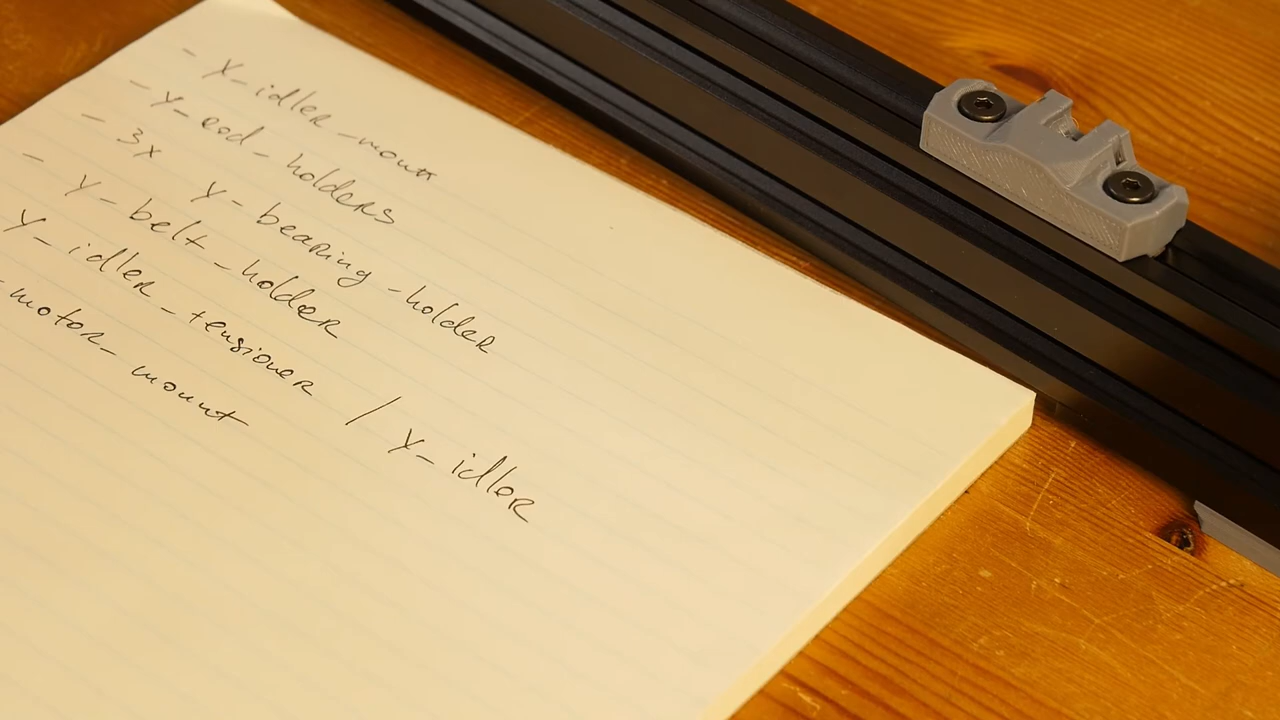 - X-idler-mount
- Y-rod-holders
- 3x Y-bearing-holder
- Y-belt-holder
Y-idler-tensioner / Y-idler
-motor-mount